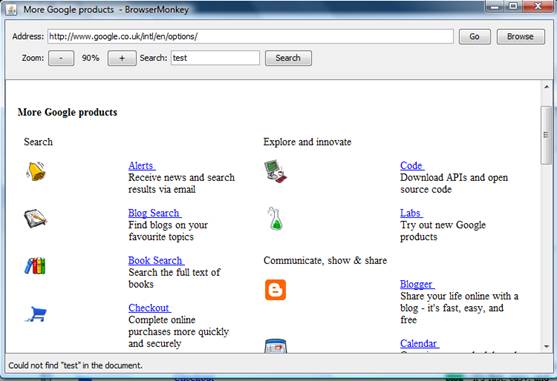 More Google products - BrowserMonkey
Address: http://www.google.co.uk/intl/en/options/ Go Browse
Zoom: - 90% + Search: test Search
More Google products
Search
Alerts
Receive news and search
results via email
Blog Search
Find blogs on your
favourite topics
Book Search
Search the full text of
books
Checkout
Complete online
purchases more quickly
and securely
Explore and innovate
Code
Download APIs and open
source code
Labs
Try out new Google
products
Communicate, show & share
Blogger
Share your life online with a
blog - it's fast, easy, and
free
Calendar
Could not find "test" in the document.